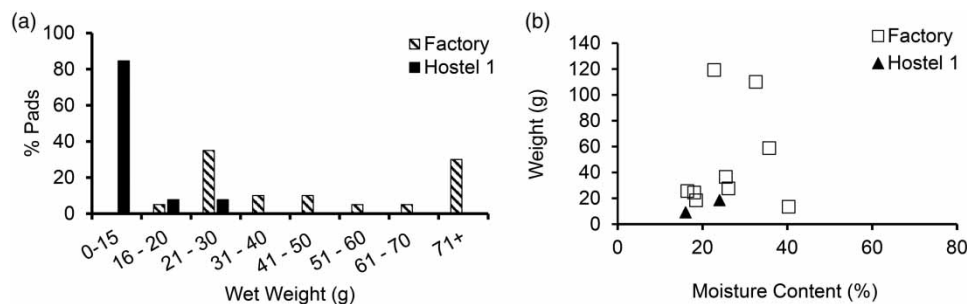 (a)
100
80
60
40
20
0
% Pads
Factory
Hostel 1
0-15
16 - 20
21 - 30
31 - 40
41 - 50
51 - 60
61 - 70
71+
Wet Weight (g)
(b)
140
120
100
80
60
40
20
0
Weight (g)
Factory
Hostel 1
0 20 40 60 80
Moisture Content (%)